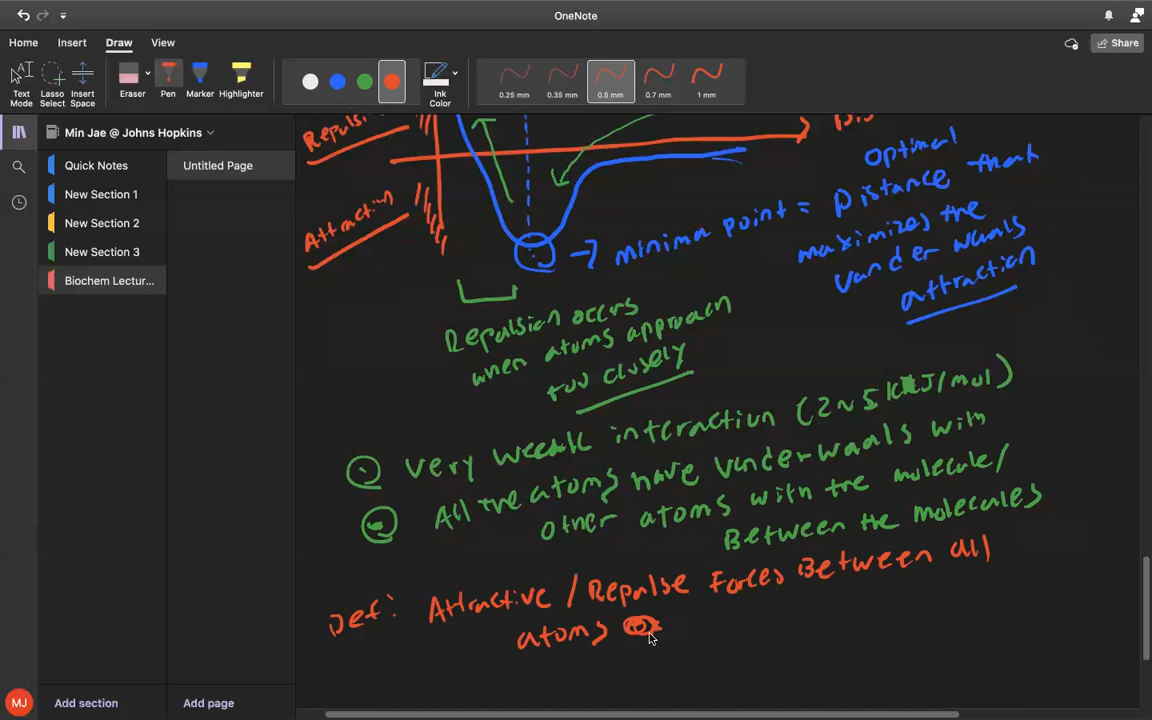 OneNote
Home Insert Draw View
Share
Text Mode
Lasso Select
Insert Space
Eraser
Pen
Marker
Highlighter
Ink Color
0.25 mm
0.35 mm
0.5 mm
0.7 mm
1 mm
Min Jae @ Johns Hopkins
Quick Notes
New Section 1
New Section 2
New Section 3
Biochem Lectur...
Untitled Page
Attraction
→ minima point = Distance that
optimal
maximizes the
vander waals
attraction
Repulsion occrs
when atoms approach
too closely
very weak interaction (2~5 KJ/mol)
All the atoms have vanderwaals with
other atoms with the molecule/
Between the molecules
Def: Attractive / Repulse Forces Between all
atoms
MJ
Add section
Add page